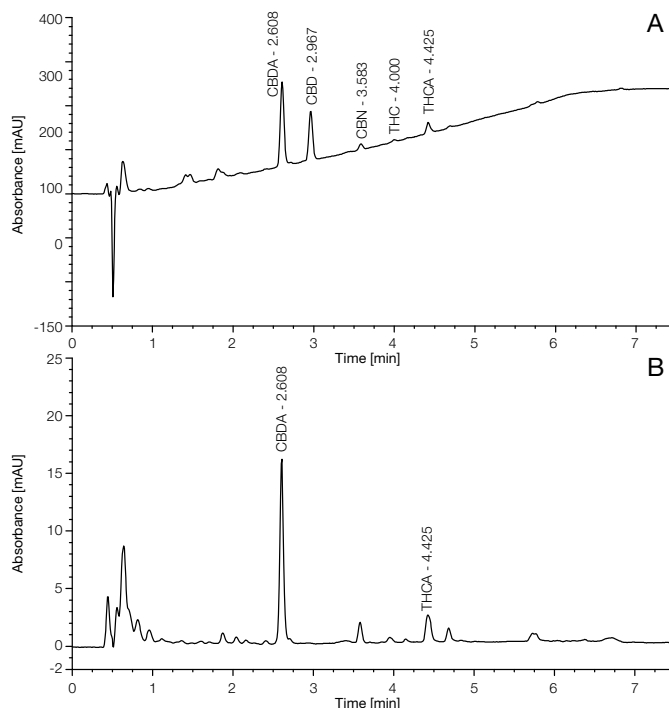 A
Absorbance [mAU]
400
300
200
100
0
-150
CBDA - 2.608
CBD - 2.967
CBN - 3.583
THC - 4.000
THCA - 4.425
0 1 2 3 4 5 6 7
Time [min]
B
Absorbance [mAU]
25
20
15
10
5
0
-2
CBDA - 2.608
THCA - 4.425
0 1 2 3 4 5 6 7
Time [min]